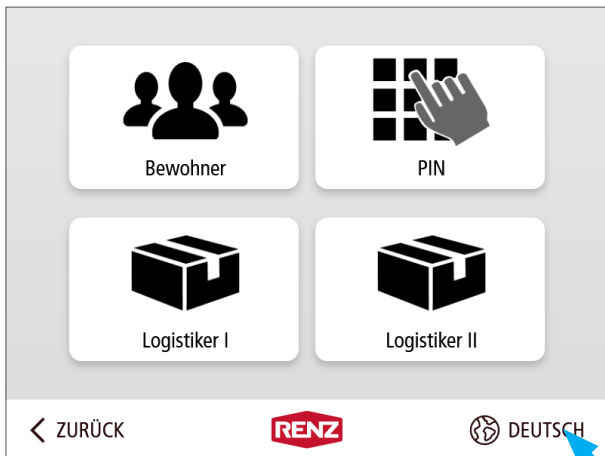 Bewohner
PIN
Logistiker I
Logistiker II
ZURÜCK
RENZ
DEUTSCH